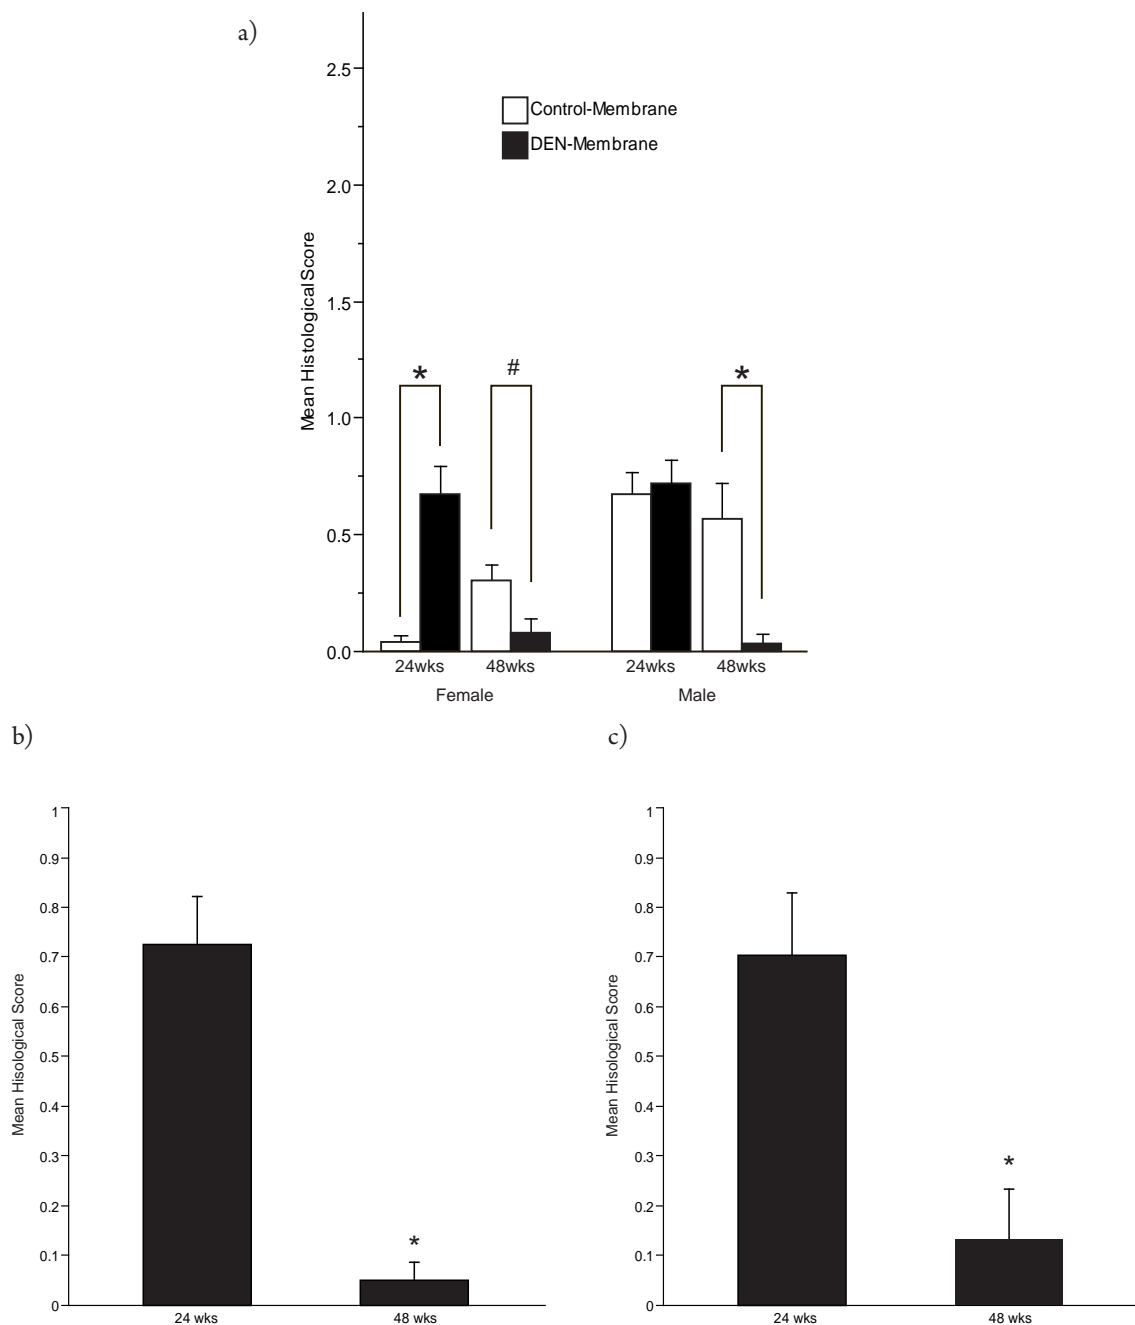 a)
2.5
Control-Membrane
DEN-Membrane
2.0
Mean Histological Score
1.5
* # *
1.0
0.5
0.0
24wks 48wks 24wks 48wks
Female Male
b) c)
1
0.9
0.8
0.7
0.6
0.5
0.4
0.3
0.2
0.1
0
Mean Hisological Score
*
24 wks 48 wks
1
0.9
0.8
0.7
0.6
0.5
0.4
0.3
0.2
0.1
0
Mean Hisological Score
*
24 wks 48 wks